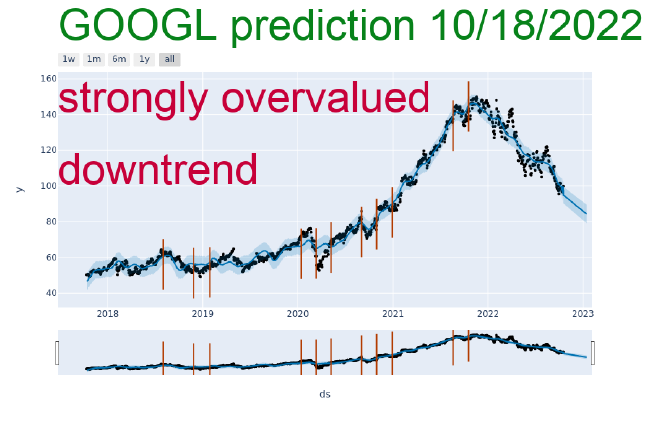 GOOGL prediction 10/18/2022
1w 1m 6m 1y all
160
strongly overvalued
140
120
downtrend
100
y
80
60
40
2018 2019 2020 2021 2022 2023
ds